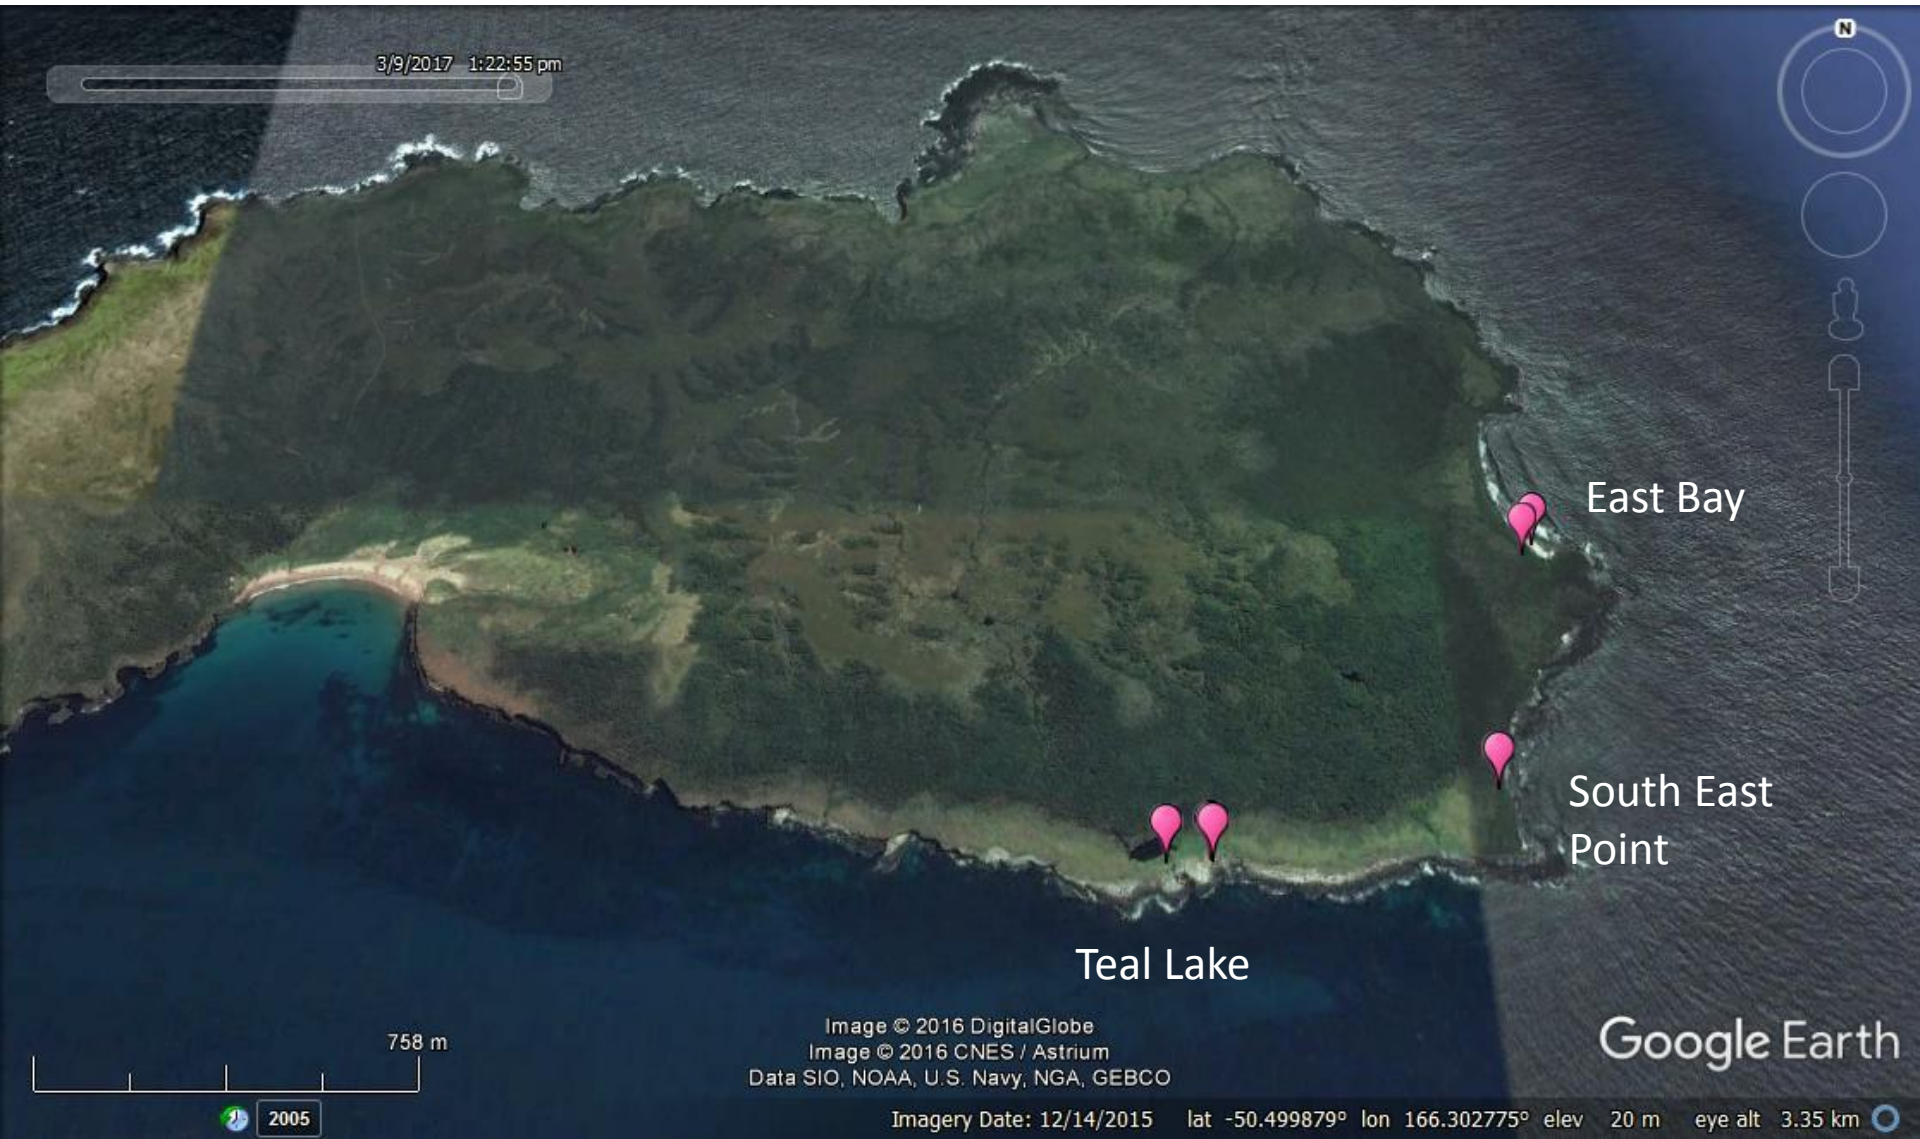 N
3/9/2017 1:22:55 pm
East Bay
South East
Point
Teal Lake
758 m
Image © 2016 DigitalGlobe
Image © 2016 CNES / Astrium
Data SIO, NOAA, U.S. Navy, NGA, GEBCO
Google Earth
2005
Imagery Date: 12/14/2015 lat -50.499879° lon 166.302775° elev 20 m eye alt 3.35 km